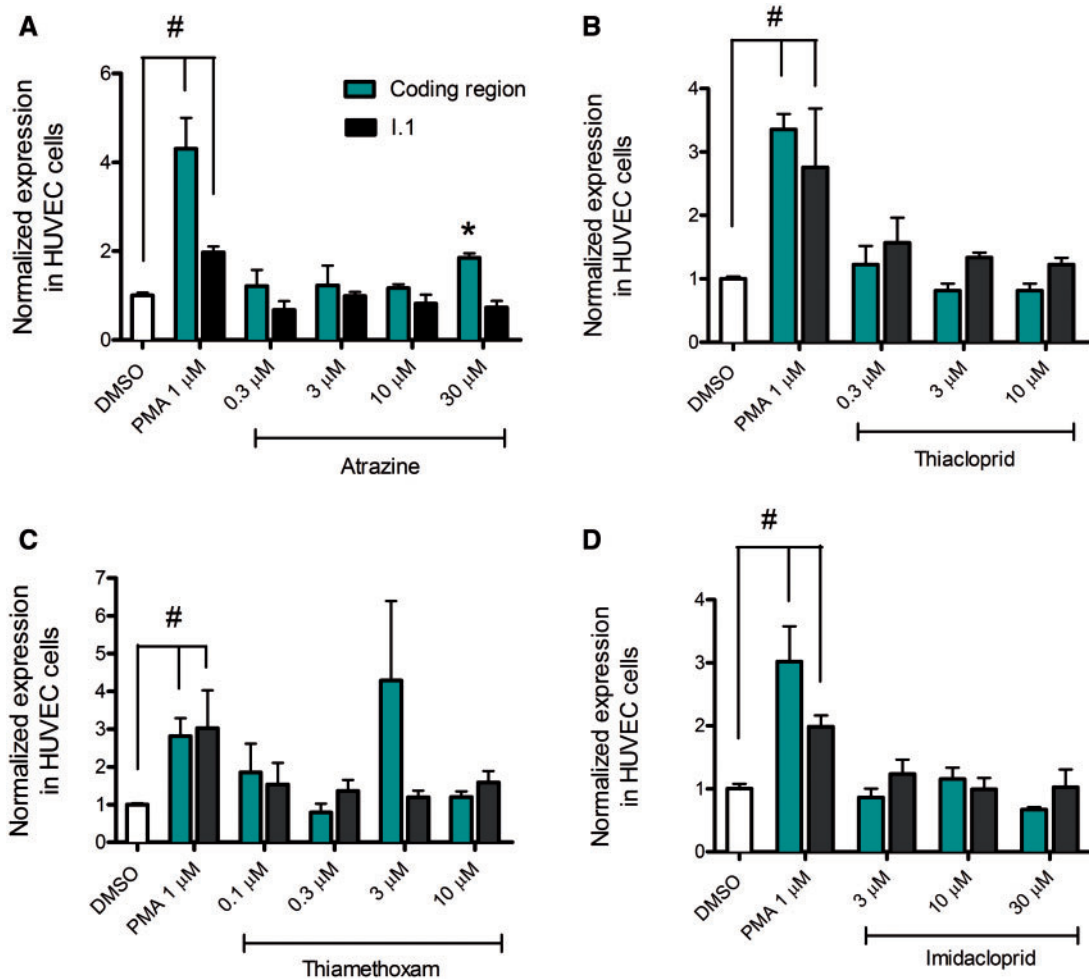 A
#
Normalized expression
in HUVEC cells
6
4
2
0
Coding region
I.1
*
DMSO
PMA 1 µM
0.3 µM
3 µM
10 µM
30 µM
Atrazine
B
#
Normalized expression
in HUVEC cells
4
3
2
1
0
DMSO
PMA 1 µM
0.3 µM
3 µM
10 µM
Thiacloprid
C
#
Normalized expression
in HUVEC cells
7
6
5
4
3
2
1
0
DMSO
PMA 1 µM
0.1 µM
0.3 µM
3 µM
10 µM
Thiamethoxam
D
#
Normalized expression
in HUVEC cells
4
3
2
1
0
DMSO
PMA 1 µM
3 µM
10 µM
30 µM
Imidacloprid